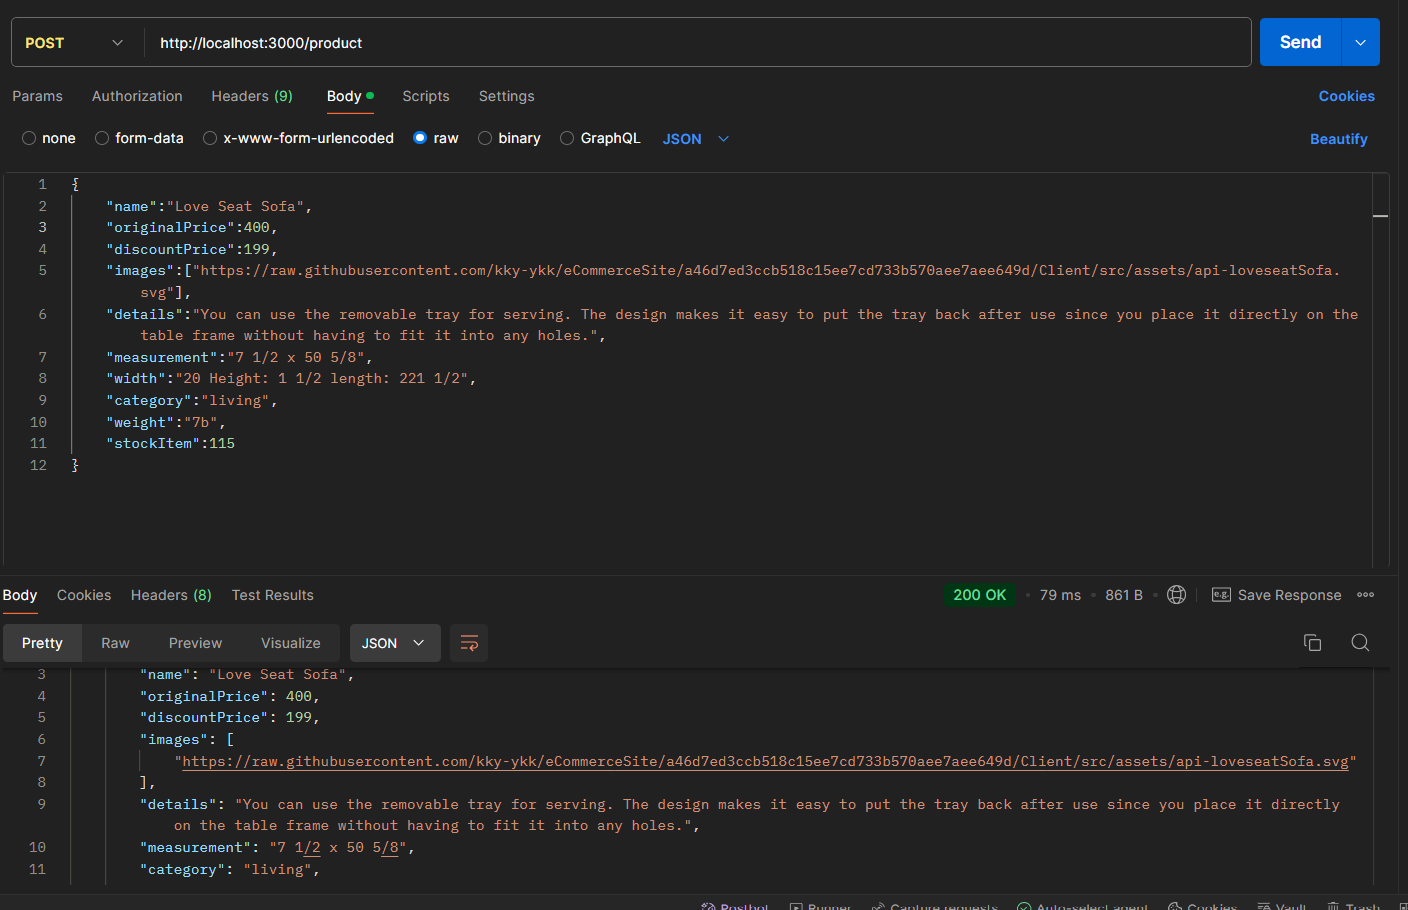 POST http://localhost:3000/product Send
Params Authorization Headers (9) Body Scripts Settings Cookies
none form-data x-www-form-urlencoded raw binary GraphQL JSON Beautify
1 {
2 "name":"Love Seat Sofa",
3 "originalPrice":400,
4 "discountPrice":199,
5 "images":["https://raw.githubusercontent.com/kky-ykk/eCommerceSite/a46d7ed3ccb518c15ee7cd733b570aee7aee649d/Client/src/assets/api-loveseatSofa.
svg"],
6 "details":"You can use the removable tray for serving. The design makes it easy to put the tray back after use since you place it directly on the
table frame without having to fit it into any holes.",
7 "measurement":"7 1/2 x 50 5/8",
8 "width":"20 Height: 1 1/2 length: 221 1/2",
9 "category":"living",
10 "weight":"7b",
11 "stockItem":115
12 }
Body Cookies Headers (8) Test Results 200 OK 79 ms 861 B e.g. Save Response
Pretty Raw Preview Visualize JSON
3 "name": "Love Seat Sofa",
4 "originalPrice": 400,
5 "discountPrice": 199,
6 "images": [
7 "https://raw.githubusercontent.com/kky-ykk/eCommerceSite/a46d7ed3ccb518c15ee7cd733b570aee7aee649d/Client/src/assets/api-loveseatSofa.svg"
8 ],
9 "details": "You can use the removable tray for serving. The design makes it easy to put the tray back after use since you place it directly
on the table frame without having to fit it into any holes.",
10 "measurement": "7 1/2 x 50 5/8",
11 "category": "living",
Postbot Runner Capture requests Auto-select agent Cookies Vault Trash